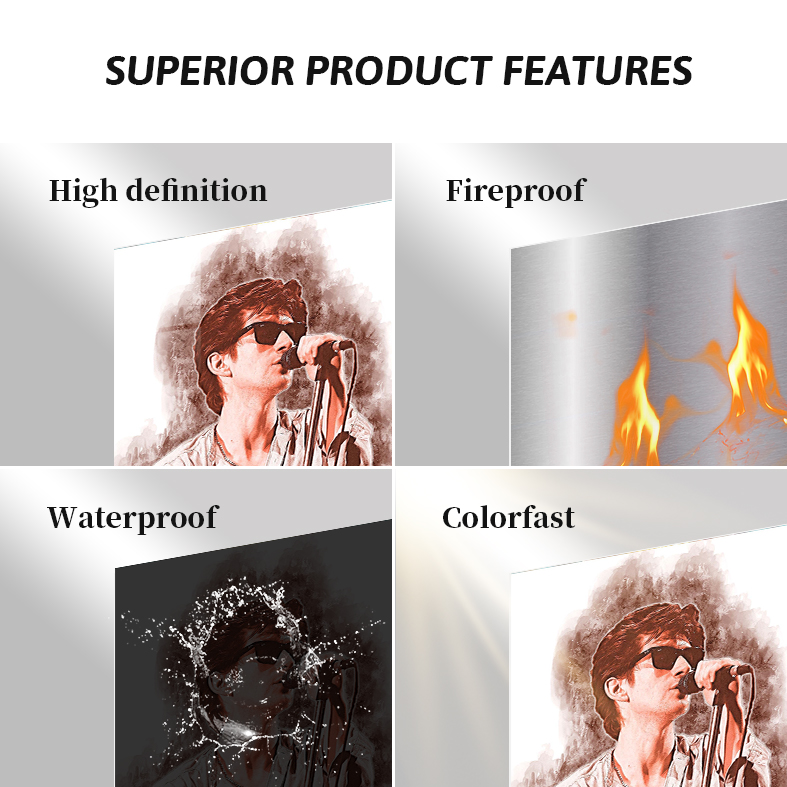 SUPERIOR PRODUCT FEATURES
High definition
Fireproof
Waterproof
Colorfast